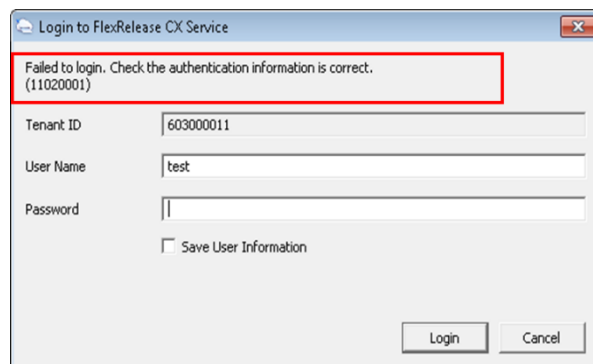 Login to FlexRelease CX Service
Failed to login. Check the authentication information is correct.
(11020001)
Tenant ID 603000011
User Name test
Password
Save User Information
Login Cancel